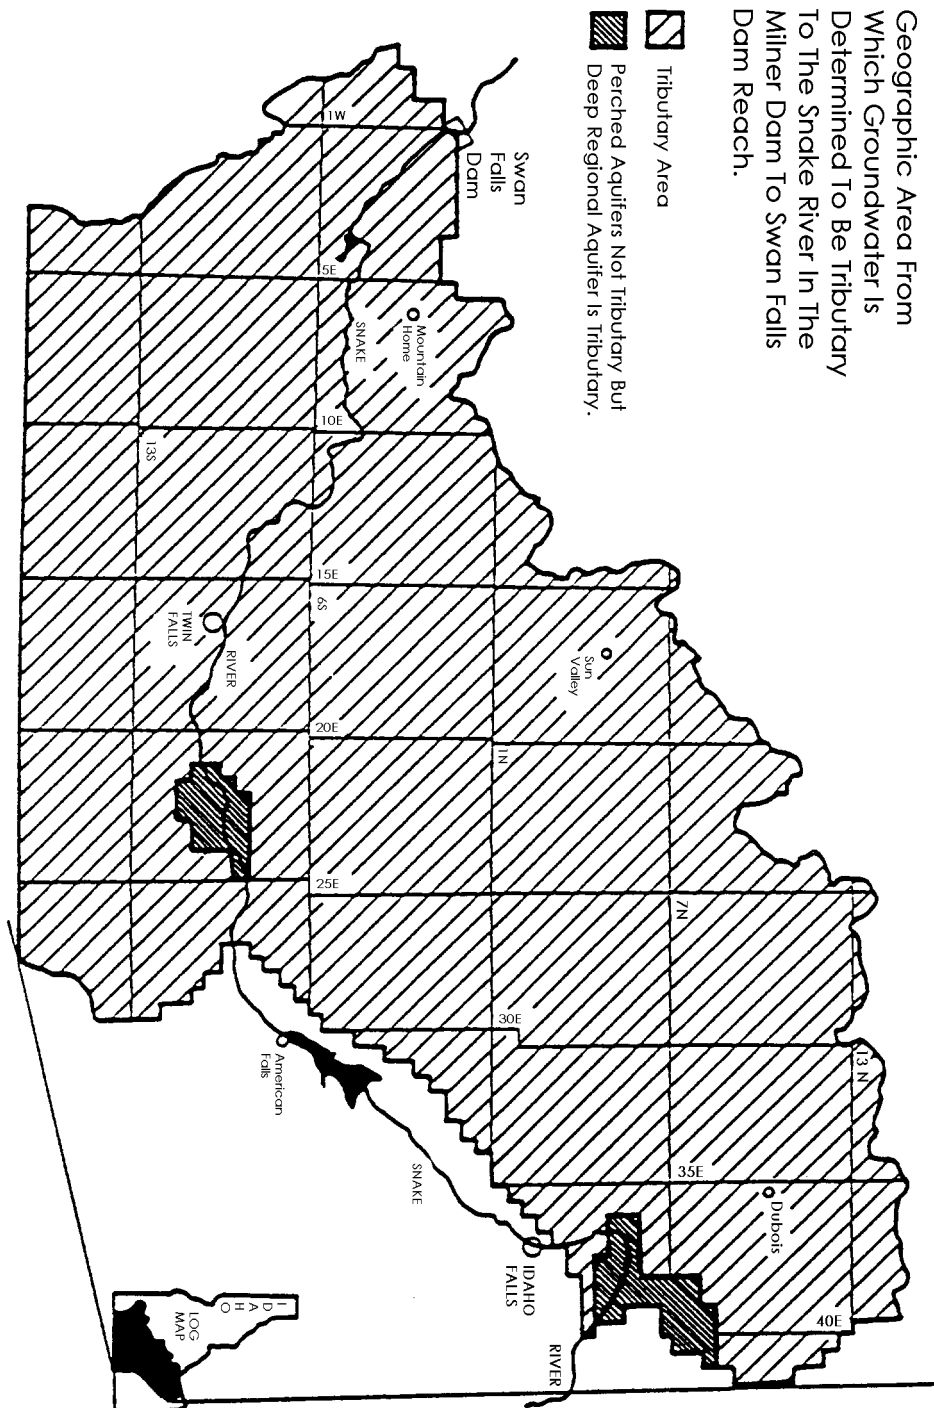 Geographic Area From
Which Groundwater Is
Determined To Be Tributary
To The Snake River In The
Milner Dam To Swan Falls
Dam Reach.
Tributary Area
Perched Aquifers Not Tributary But
Deep Regional Aquifer Is Tributary.
Swan
Falls
Dam
1W
5E
Mountain
Home
SNAKE
10E
13S
15E
6S
TWIN
FALLS
RIVER
Sun
Valley
20E
1N
25E
7N
30E
13 N
American
Falls
SNAKE
35E
Dubois
IDAHO
FALLS
40E
RIVER
IDAHO
LOG
MAP